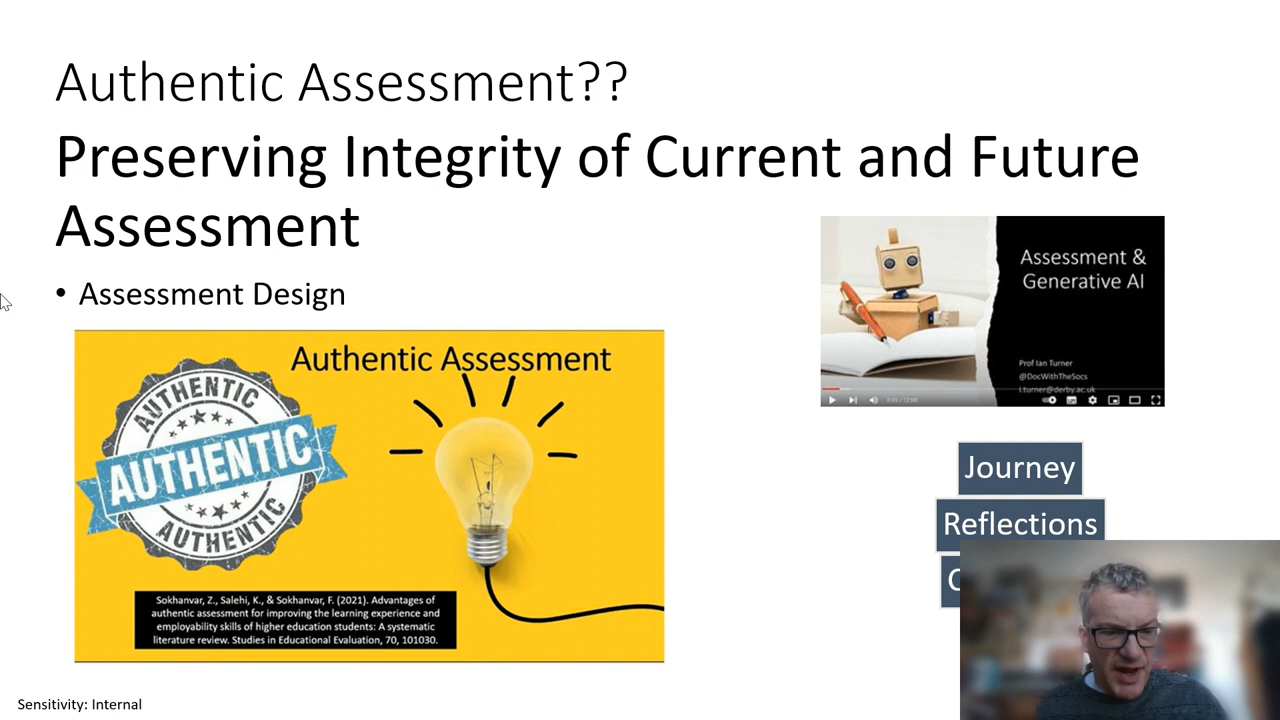 Authentic Assessment??
Preserving Integrity of Current and Future
Assessment
• Assessment Design
Authentic Assessment
AUTHENTIC
AUTHENTIC
AUTHENTIC
Sokhanvar, Z., Salehi, K., & Sokhanvar, F. (2021). Advantages of
authentic assessment for improving the learning experience and
employability skills of higher education students: A systematic
literature review. Studies in Educational Evaluation, 70, 101030.
Assessment &
Generative AI
Prof Ian Turner
@DocWithTheSocs
i.turner@derby.ac.uk
Journey
Reflections
Sensitivity: Internal